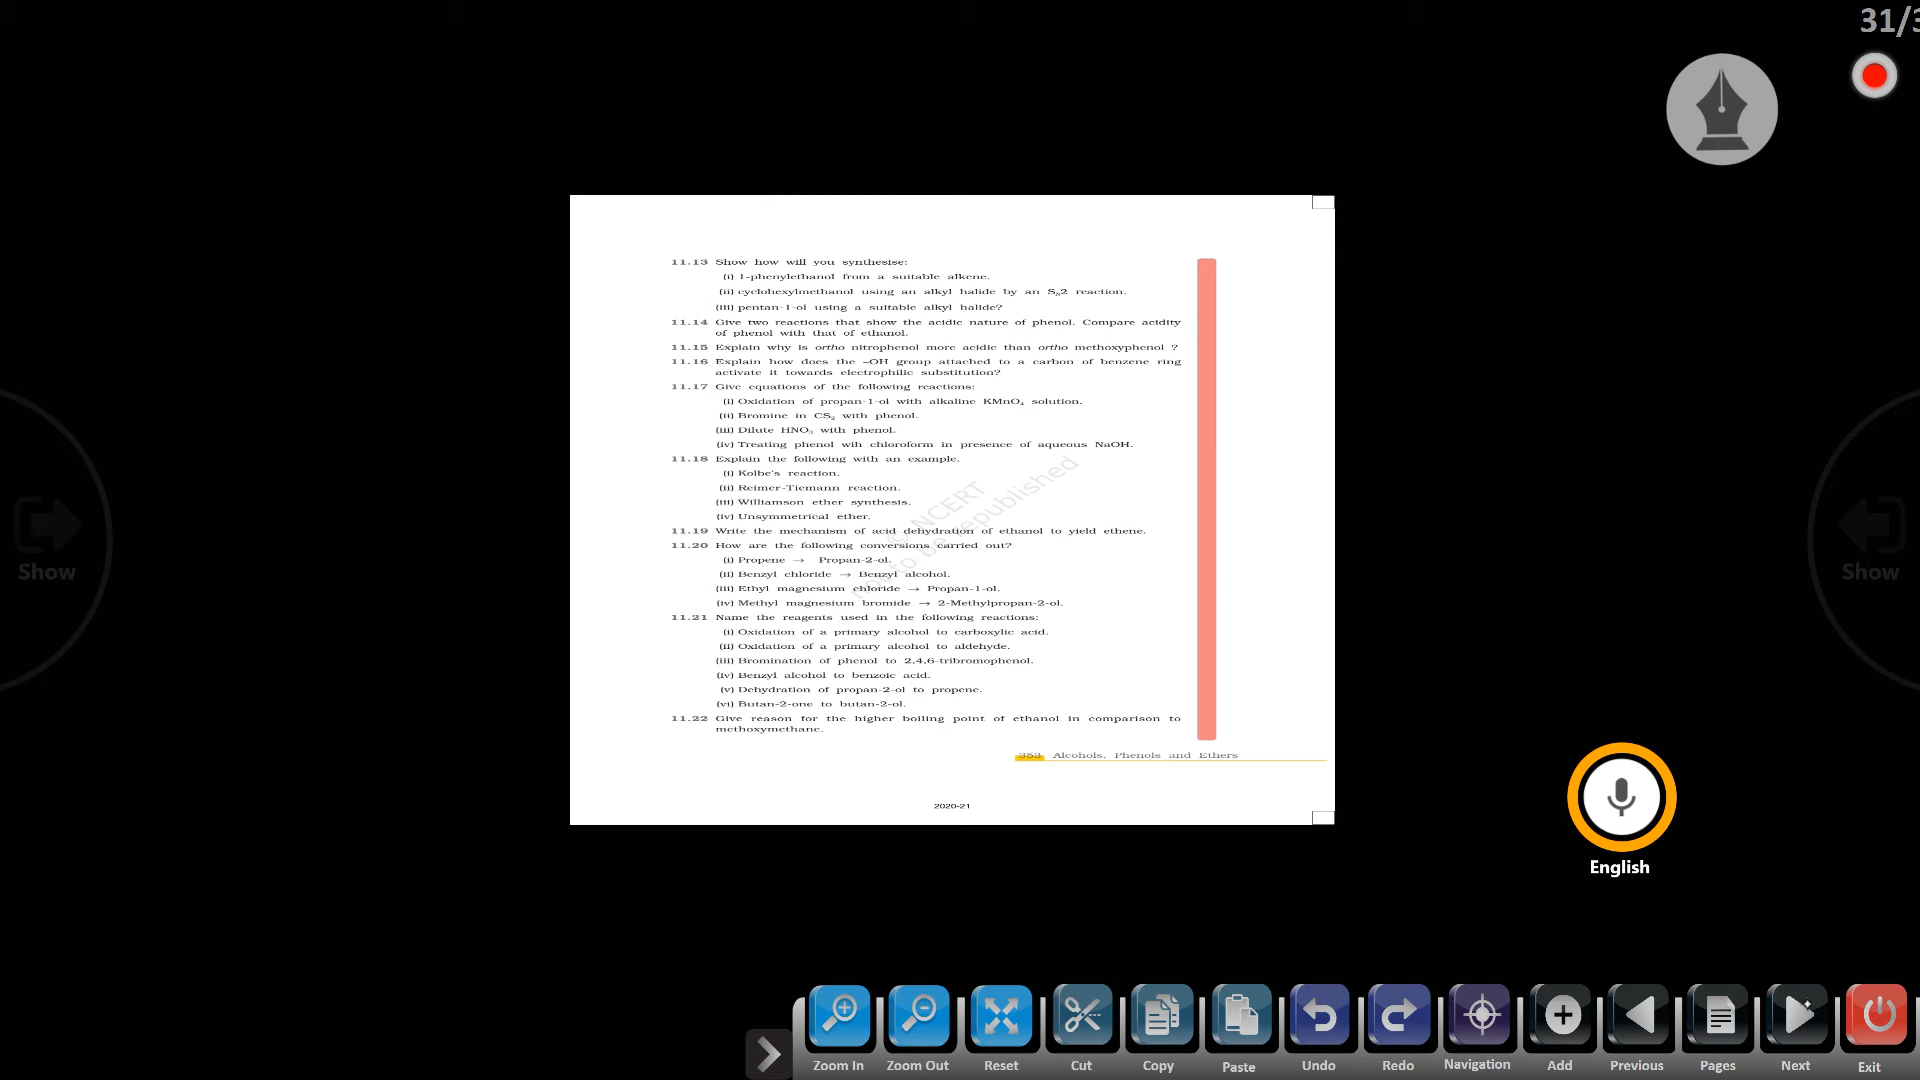 31/3
11.13 Show how will you synthesise:
(i) 1-phenylethanol from a suitable alkene.
(ii) cyclohexylmethanol using an alkyl halide by an SN2 reaction.
(iii) pentan-1-ol using a suitable alkyl halide?
11.14 Give two reactions that show the acidic nature of phenol. Compare acidity
of phenol with that of ethanol.
11.15 Explain why is ortho nitrophenol more acidic than ortho methoxyphenol ?
11.16 Explain how does the –OH group attached to a carbon of benzene ring
activate it towards electrophilic substitution?
11.17 Give equations of the following reactions:
(i) Oxidation of propan-1-ol with alkaline KMnO4 solution.
(ii) Bromine in CS2 with phenol.
(iii) Dilute HNO3 with phenol.
(iv) Treating phenol wih chloroform in presence of aqueous NaOH.
11.18 Explain the following with an example.
(i) Kolbe's reaction.
(ii) Reimer-Tiemann reaction.
(iii) Williamson ether synthesis.
(iv) Unsymmetrical ether.
11.19 Write the mechanism of acid dehydration of ethanol to yield ethene.
11.20 How are the following conversions carried out?
(i) Propene → Propan-2-ol.
(ii) Benzyl chloride → Benzyl alcohol.
(iii) Ethyl magnesium chloride → Propan-1-ol.
(iv) Methyl magnesium bromide → 2-Methylpropan-2-ol.
11.21 Name the reagents used in the following reactions:
(i) Oxidation of a primary alcohol to carboxylic acid.
(ii) Oxidation of a primary alcohol to aldehyde.
(iii) Bromination of phenol to 2,4,6-tribromophenol.
(iv) Benzyl alcohol to benzoic acid.
(v) Dehydration of propan-2-ol to propene.
(vi) Butan-2-one to butan-2-ol.
11.22 Give reason for the higher boiling point of ethanol in comparison to
methoxymethane.
© NCERT
not to be republished
353 Alcohols, Phenols and Ethers
2020-21
Show
Show
English
Zoom In Zoom Out Reset Cut Copy Paste Undo Redo Navigation Add Previous Pages Next Exit